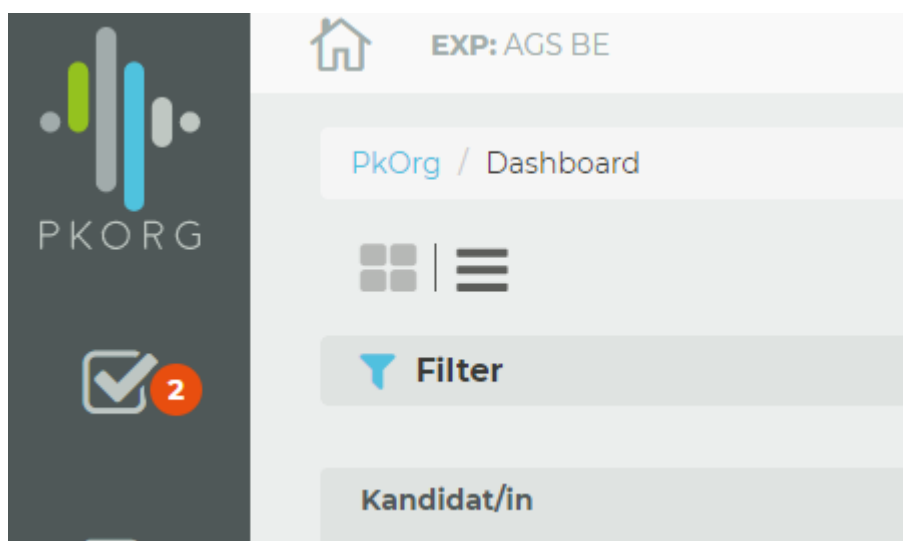 EXP: AGS BE
PkOrg / Dashboard
PKORG
Filter
2
Kandidat/in